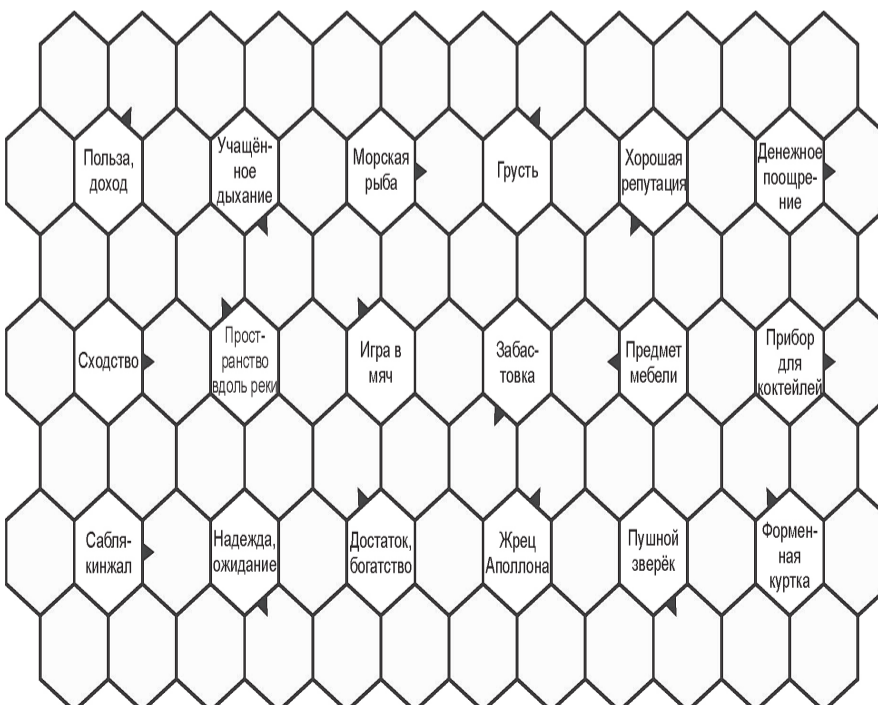 Польза,
доход
Учащён-
ное
дыхание
Морская
рыба
Грусть
Хорошая
репутация
Денежное
поощре-
ние
Сходство
Прост-
ранство
вдоль реки
Игра в
мяч
Забас-
товка
Предмет
мебели
Прибор
для
коктейлей
Сабля-
кинжал
Надежда,
ожидание
Достаток,
богатство
Жрец
Аполлона
Пушной
зверёк
Формен-
ная
куртка